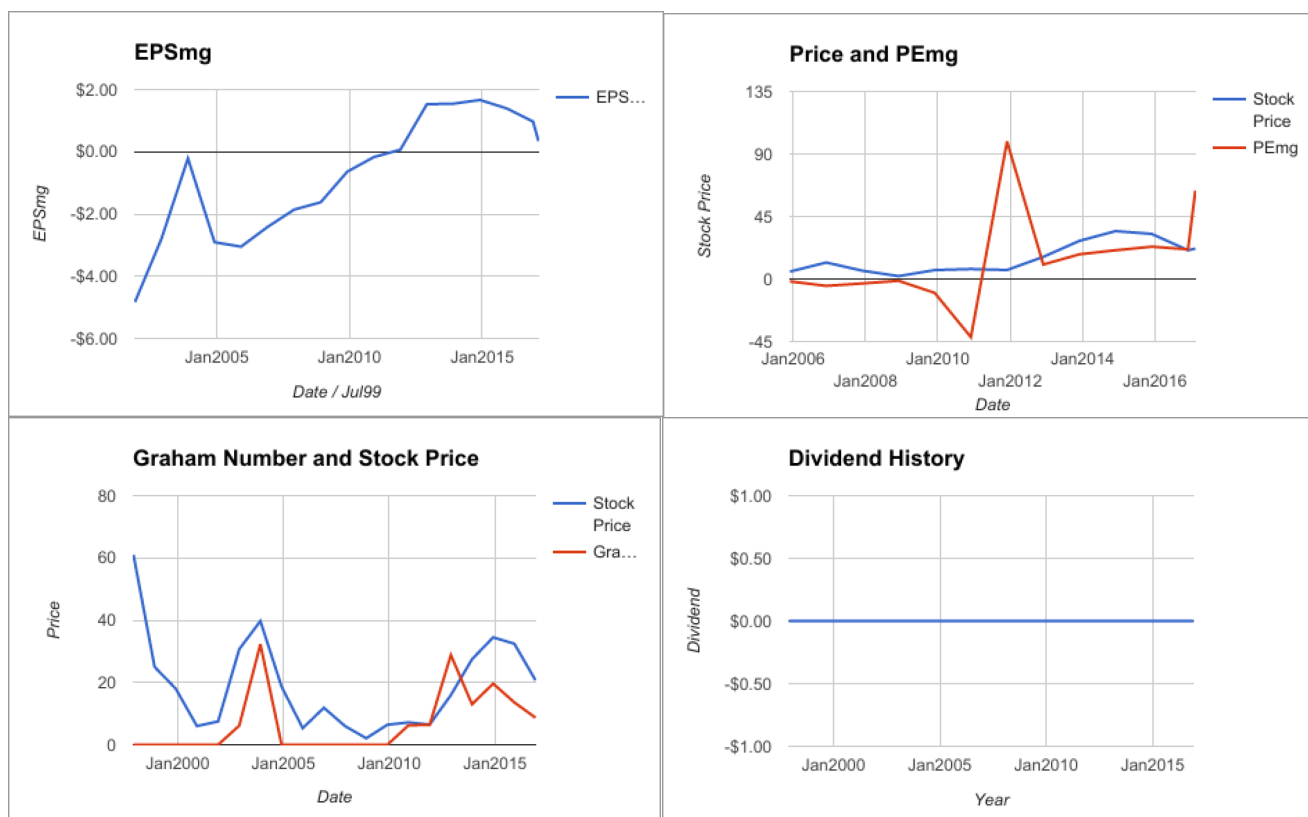 EPSmg
$2.00
$0.00
-$2.00
-$4.00
-$6.00
EPSmg
Jan2005
Jan2010
Jan2015
Date / Jul99
EPS…
Price and PEmg
135
90
45
0
-45
Stock Price
Jan2006
Jan2008
Jan2010
Jan2012
Jan2014
Jan2016
Date
Stock
Price
PEmg
Graham Number and Stock Price
80
60
40
20
0
Price
Jan2000
Jan2005
Jan2010
Jan2015
Date
Stock
Price
Gra…
Dividend History
$1.00
$0.50
$0.00
-$0.50
-$1.00
Dividend
Jan2000
Jan2005
Jan2010
Jan2015
Year